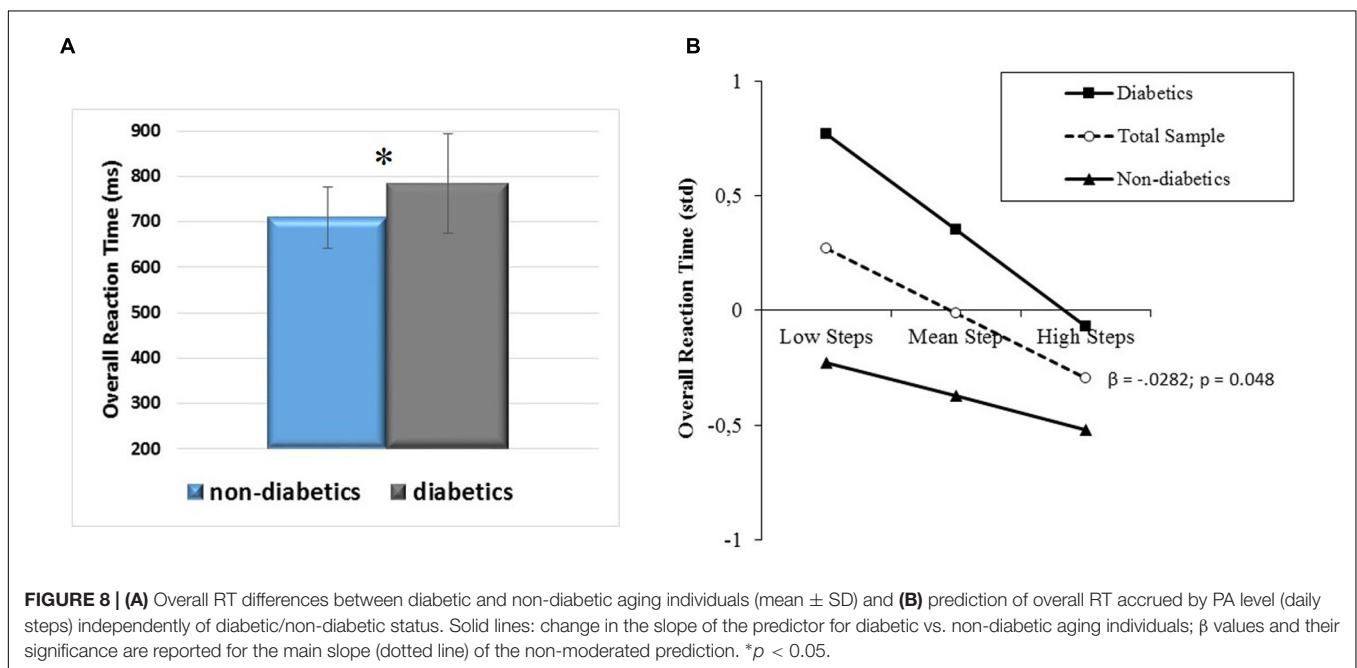 A
Overall Reaction Time (ms)
900
800
700
600
500
400
300
200
*
non-diabetics diabetics
B
Overall Reaction Time (std)
1
0,5
0
-0,5
-1
Diabetics
Total Sample
Non-diabetics
Low Steps Mean Step High Steps
β = -.0282; p = 0.048
FIGURE 8 | (A) Overall RT differences between diabetic and non-diabetic aging individuals (mean ± SD) and (B) prediction of overall RT accrued by PA level (daily
steps) independently of diabetic/non-diabetic status. Solid lines: change in the slope of the predictor for diabetic vs. non-diabetic aging individuals; β values and their
significance are reported for the main slope (dotted line) of the non-moderated prediction. *p < 0.05.